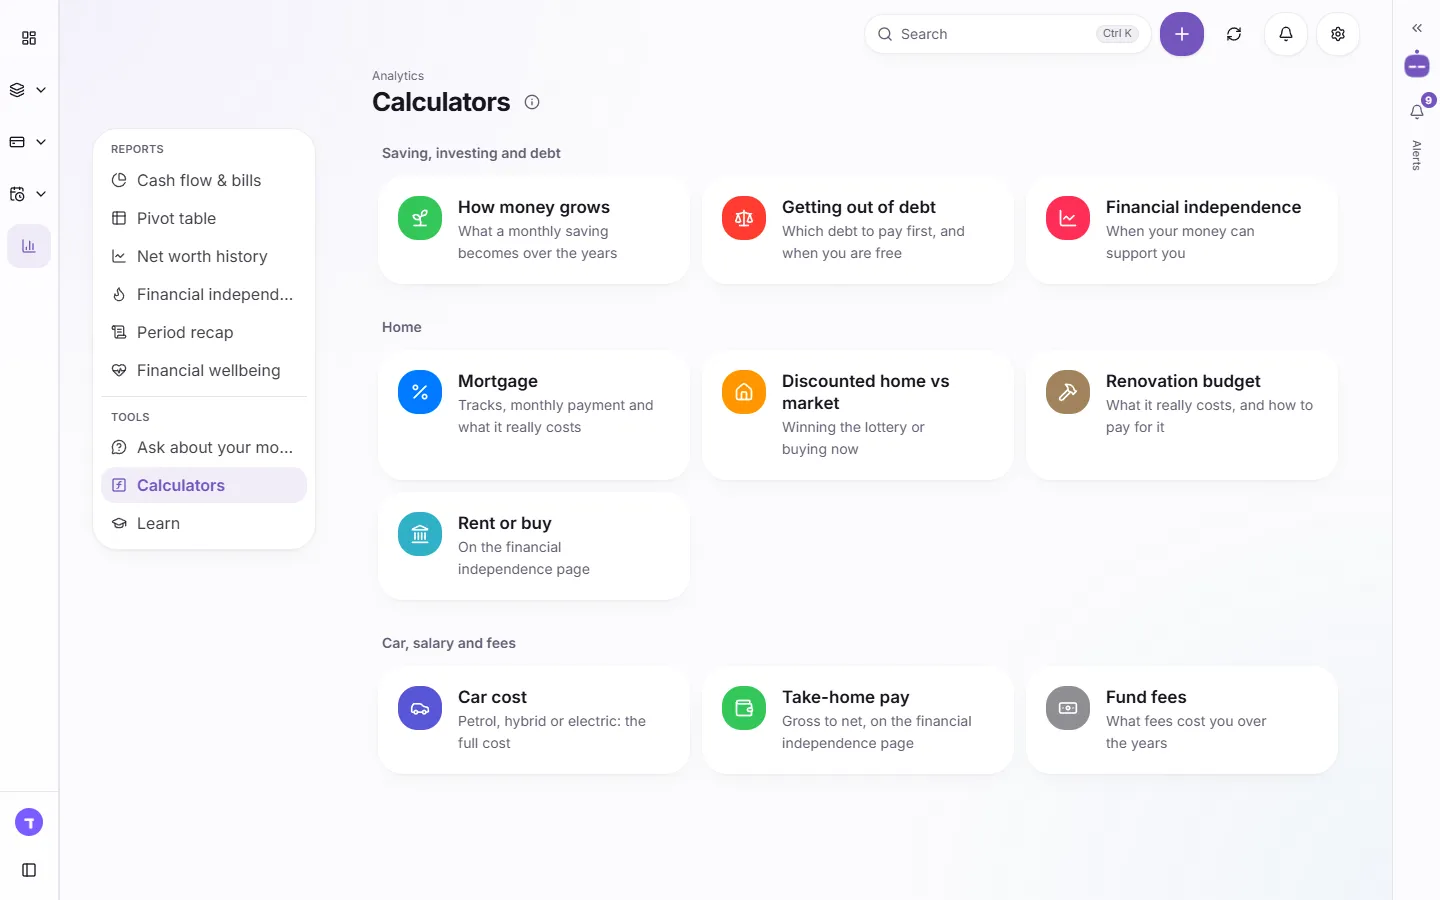 Search
Ctrl K
Analytics
Calculators
REPORTS
Cash flow & bills
Pivot table
Net worth history
Financial independ...
Period recap
Financial wellbeing
TOOLS
Ask about your mo...
Calculators
Learn
Saving, investing and debt
How money grows
What a monthly saving
becomes over the years
Getting out of debt
Which debt to pay first, and
when you are free
Financial independence
When your money can
support you
Home
Mortgage
Tracks, monthly payment and
what it really costs
Discounted home vs
market
Winning the lottery or
buying now
Renovation budget
What it really costs, and how to
pay for it
Rent or buy
On the financial
independence page
Car, salary and fees
Car cost
Petrol, hybrid or electric: the
full cost
Take-home pay
Gross to net, on the financial
independence page
Fund fees
What fees cost you over
the years
9
Alerts